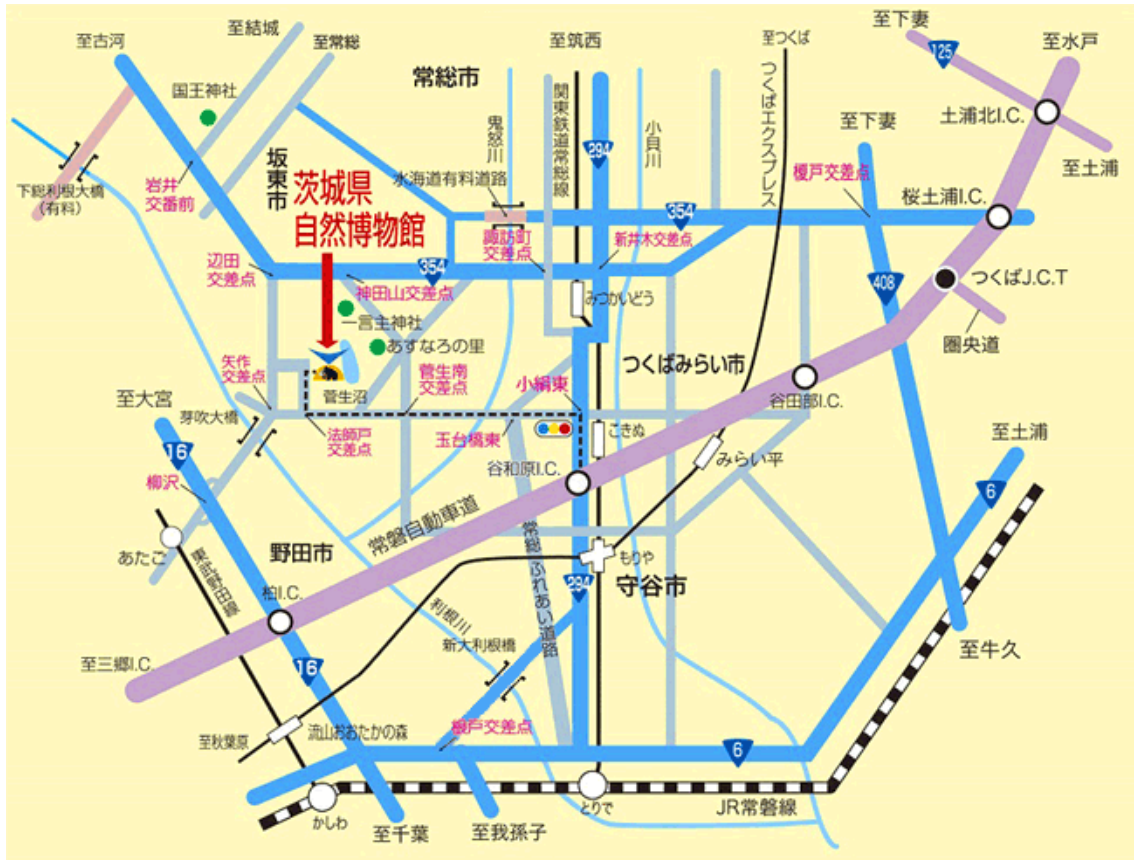 至古河
至結城
至常総
至筑西
至つくば
至下妻
125
至水戸
常総市
国王神社
鬼怒川
関東鉄道常総線
294
小貝川
つくばエクスプレス
至下妻
土浦北I.C.
至土浦
坂東市
下総利根大橋
(有料)
岩井
交番前
茨城県
自然博物館
水海道有料道路
榎戸交差点
354
桜土浦I.C.
諏訪町
交差点
新井木交差点
辺田
交差点
354
神田山交差点
つくばJ.C.T
408
みつかいどう
圏央道
一言主神社
あすなろの里
つくばみらい市
矢作
交差点
菅生南
交差点
小絹東
菅生沼
谷田部I.C.
至大宮
芽吹大橋
法師戸
交差点
玉台橋東
こきぬ
至土浦
16
柳沢
谷和原I.C.
みらい平
6
常磐自動車道
あたご
東武野田線
野田市
常総ふれあい道路
もりや
294
守谷市
柏I.C.
利根川
新大利根橋
至牛久
至三郷I.C.
16
根戸交差点
至秋葉原
流山おおたかの森
6
かしわ
至千葉
至我孫子
とりで
JR常磐線